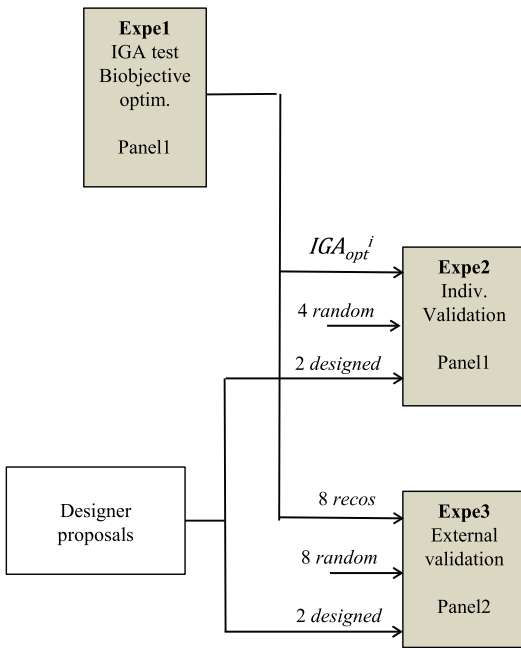 Expe1
IGA test
Biobjective
optim.
Panel1
IGAopt^i
4 random
2 designed
Expe2
Indiv.
Validation
Panel1
Designer
proposals
8 recos
8 random
2 designed
Expe3
External
validation
Panel2